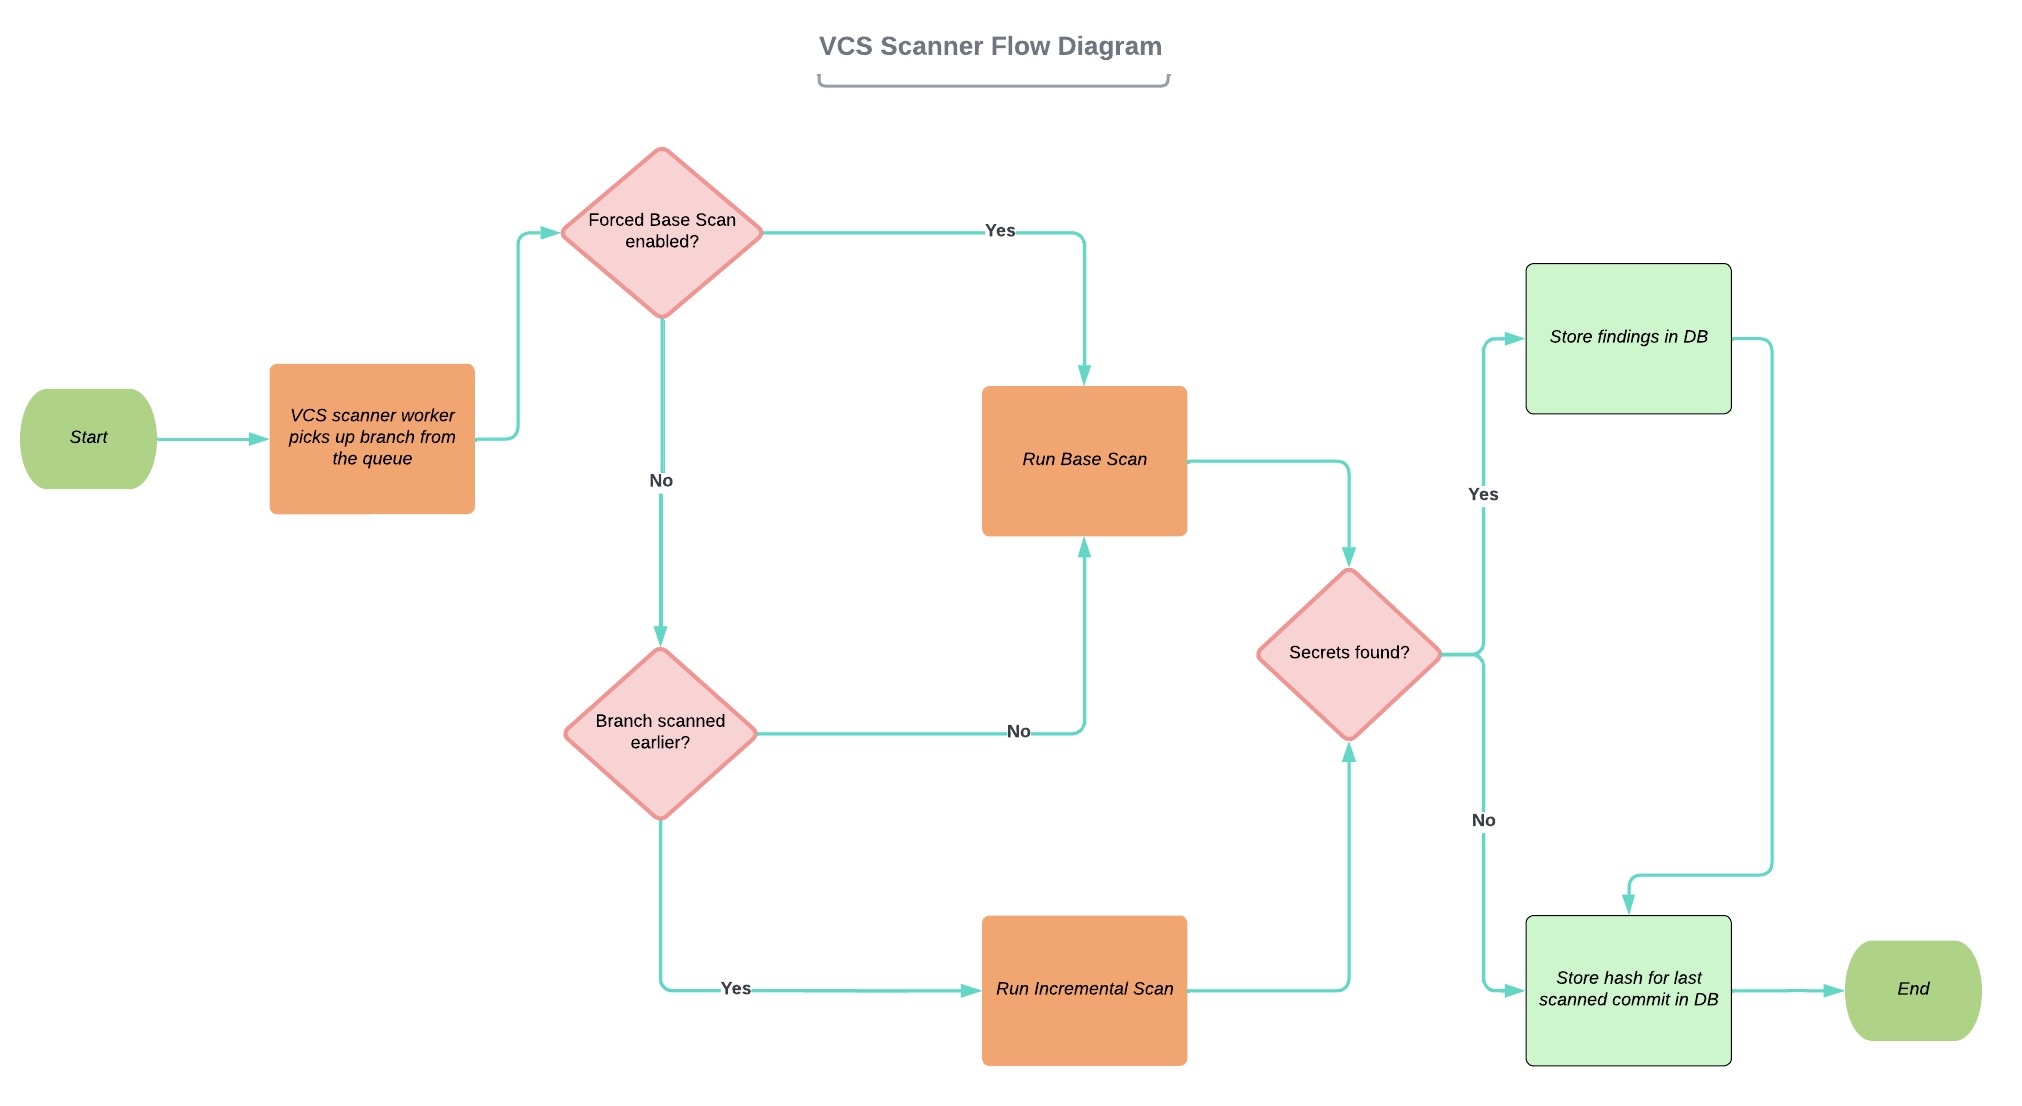 VCS Scanner Flow Diagram
Start
VCS scanner worker
picks up branch from
the queue
Forced Base Scan
enabled?
Yes
No
Branch scanned
earlier?
No
Yes
Run Base Scan
Run Incremental Scan
Secrets found?
Yes
No
Store findings in DB
Store hash for last
scanned commit in DB
End